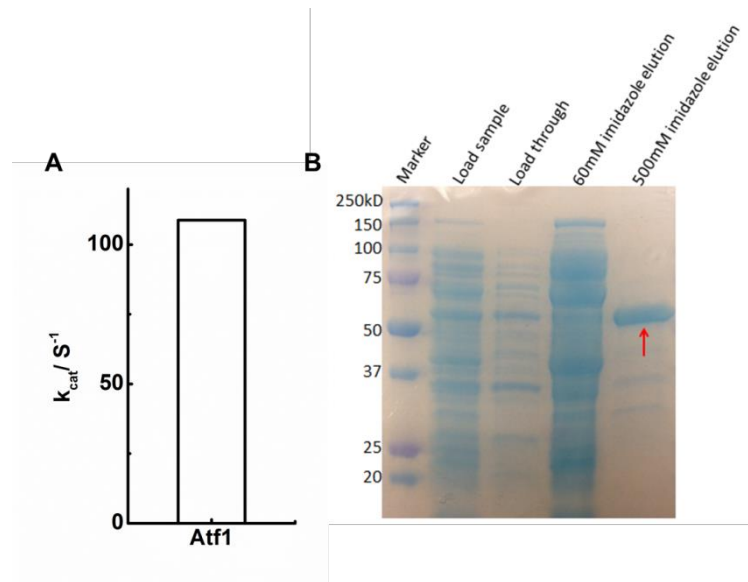 A
k_cat/ S^-1
100
50
0
Atf1
B
Marker
Load sample
Load through
60mM imidazole elution
500mM imidazole elution
250kD
150
100
75
50
37
25
20